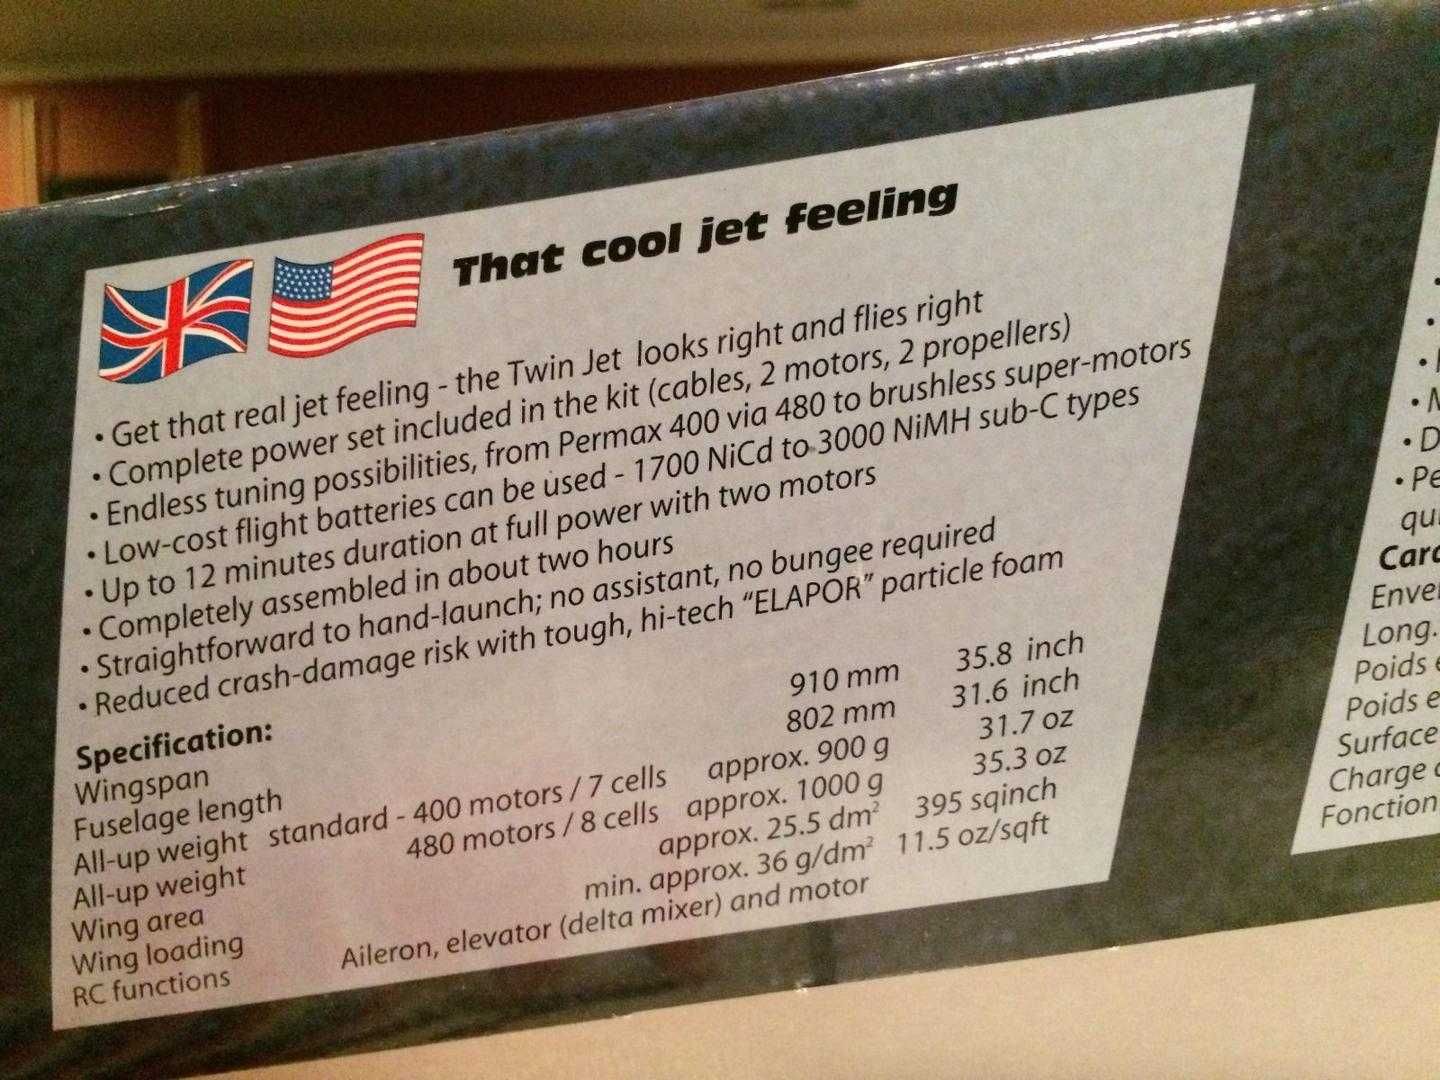 That cool jet feeling
• Get that real jet feeling - the Twin Jet looks right and flies right
• Complete power set included in the kit (cables, 2 motors, 2 propellers)
• Endless tuning possibilities, from Permax 400 via 480 to brushless super-motors
• Low-cost flight batteries can be used - 1700 NiCd to 3000 NiMH sub-C types
• Up to 12 minutes duration at full power with two motors
• Completely assembled in about two hours
• Straightforward to hand-launch; no assistant, no bungee required
• Reduced crash-damage risk with tough, hi-tech “ELAPOR” particle foam
Specification:
Wingspan 910 mm 35.8 inch
Fuselage length 802 mm 31.6 inch
All-up weight standard - 400 motors / 7 cells approx. 900 g 31.7 oz
All-up weight 480 motors / 8 cells approx. 1000 g 35.3 oz
Wing area approx. 25.5 dm² 395 sqinch
Wing loading min. approx. 36 g/dm² 11.5 oz/sqft
RC functions Aileron, elevator (delta mixer) and motor
Long.
Poids
Poids
Surface
Charge
Fonction